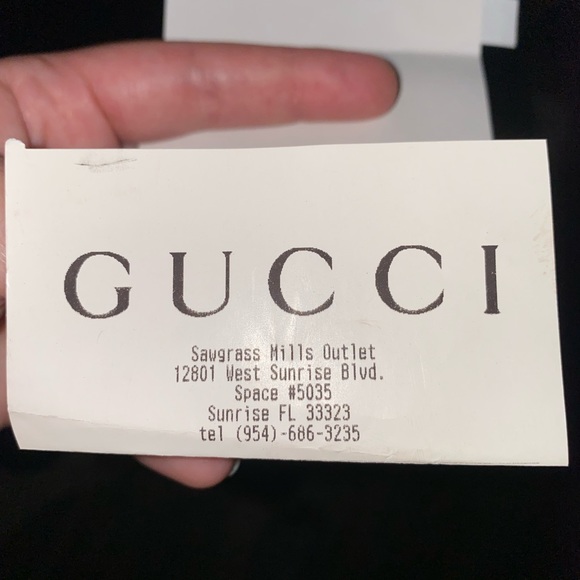 GUCCI
Sawgrass Mills Outlet
12801 West Sunrise Blvd.
Space #5035
Sunrise FL 33323
tel (954)-686-3235